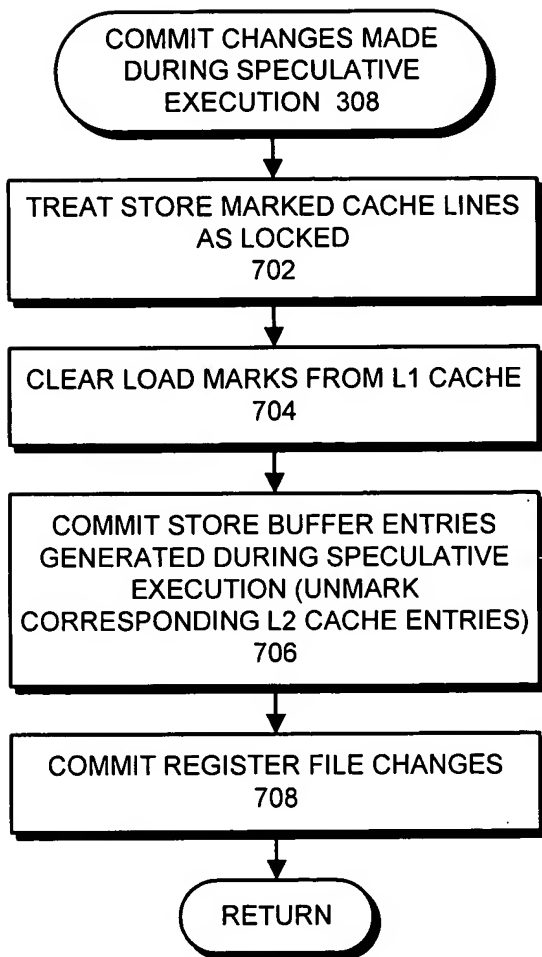 COMMIT CHANGES MADE
DURING SPECULATIVE
EXECUTION 308
TREAT STORE MARKED CACHE LINES
AS LOCKED
702
CLEAR LOAD MARKS FROM L1 CACHE
704
COMMIT STORE BUFFER ENTRIES
GENERATED DURING SPECULATIVE
EXECUTION (UNMARK
CORRESPONDING L2 CACHE ENTRIES)
706
COMMIT REGISTER FILE CHANGES
708
RETURN